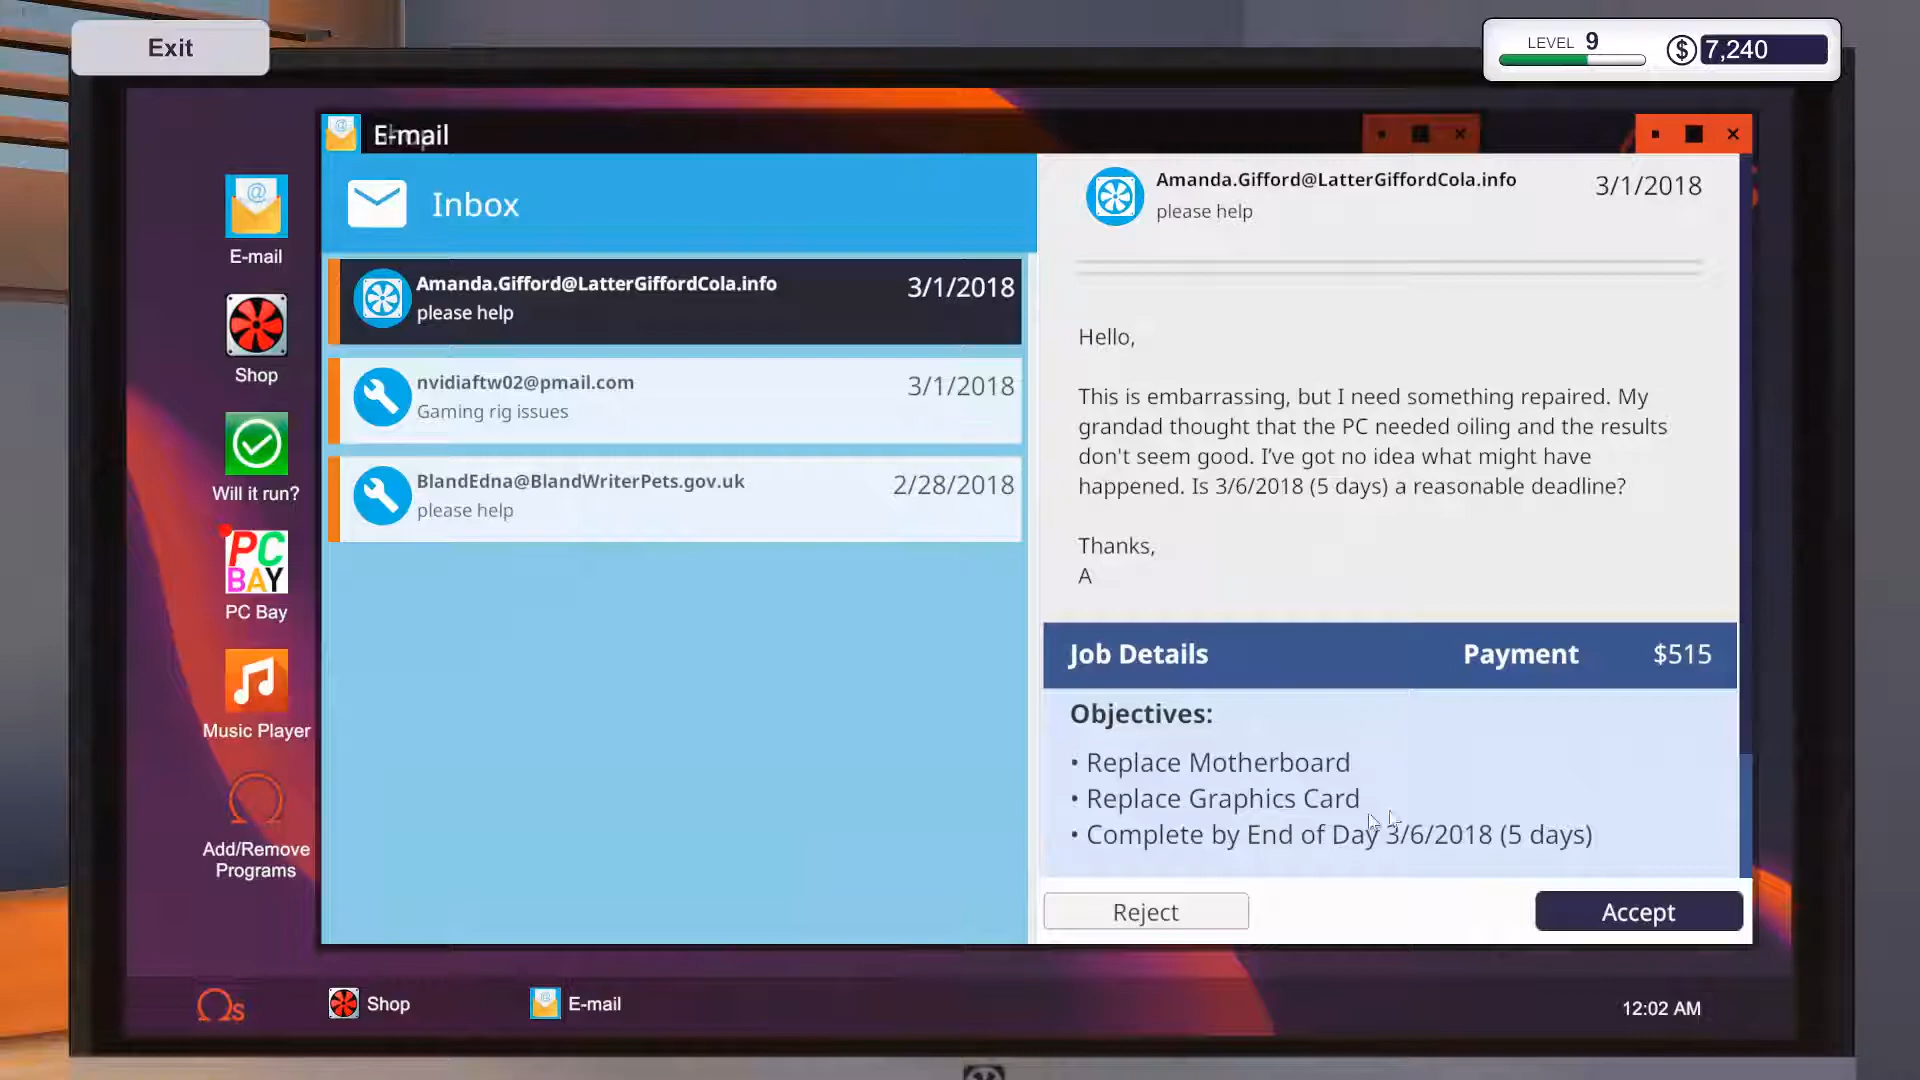 Exit
LEVEL 9
$ 7,240
E-mail
E-mail
Shop
Will it run?
PC
BAY
PC Bay
Music Player
Add/Remove
Programs
Inbox
Amanda.Gifford@LatterGiffordCola.info
3/1/2018
please help
nvidiaftw02@pmail.com
3/1/2018
Gaming rig issues
BlandEdna@BlandWriterPets.gov.uk
2/28/2018
please help
Amanda.Gifford@LatterGiffordCola.info
3/1/2018
please help
Hello,
This is embarrassing, but I need something repaired. My
grandad thought that the PC needed oiling and the results
don't seem good. I've got no idea what might have
happened. Is 3/6/2018 (5 days) a reasonable deadline?
Thanks,
A
Job Details Payment $515
Objectives:
• Replace Motherboard
• Replace Graphics Card
• Complete by End of Day 3/6/2018 (5 days)
Reject
Accept
Ωs
Shop
E-mail
12:02 AM